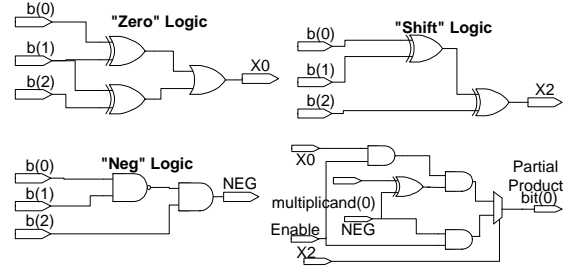 "Zero" Logic
b(0)
b(1)
b(2)
X0
"Shift" Logic
b(0)
b(1)
b(2)
X2
"Neg" Logic
b(0)
b(1)
b(2)
NEG
X0
multiplicand(0)
NEG
Enable
X2
Partial
Product
bit(0)